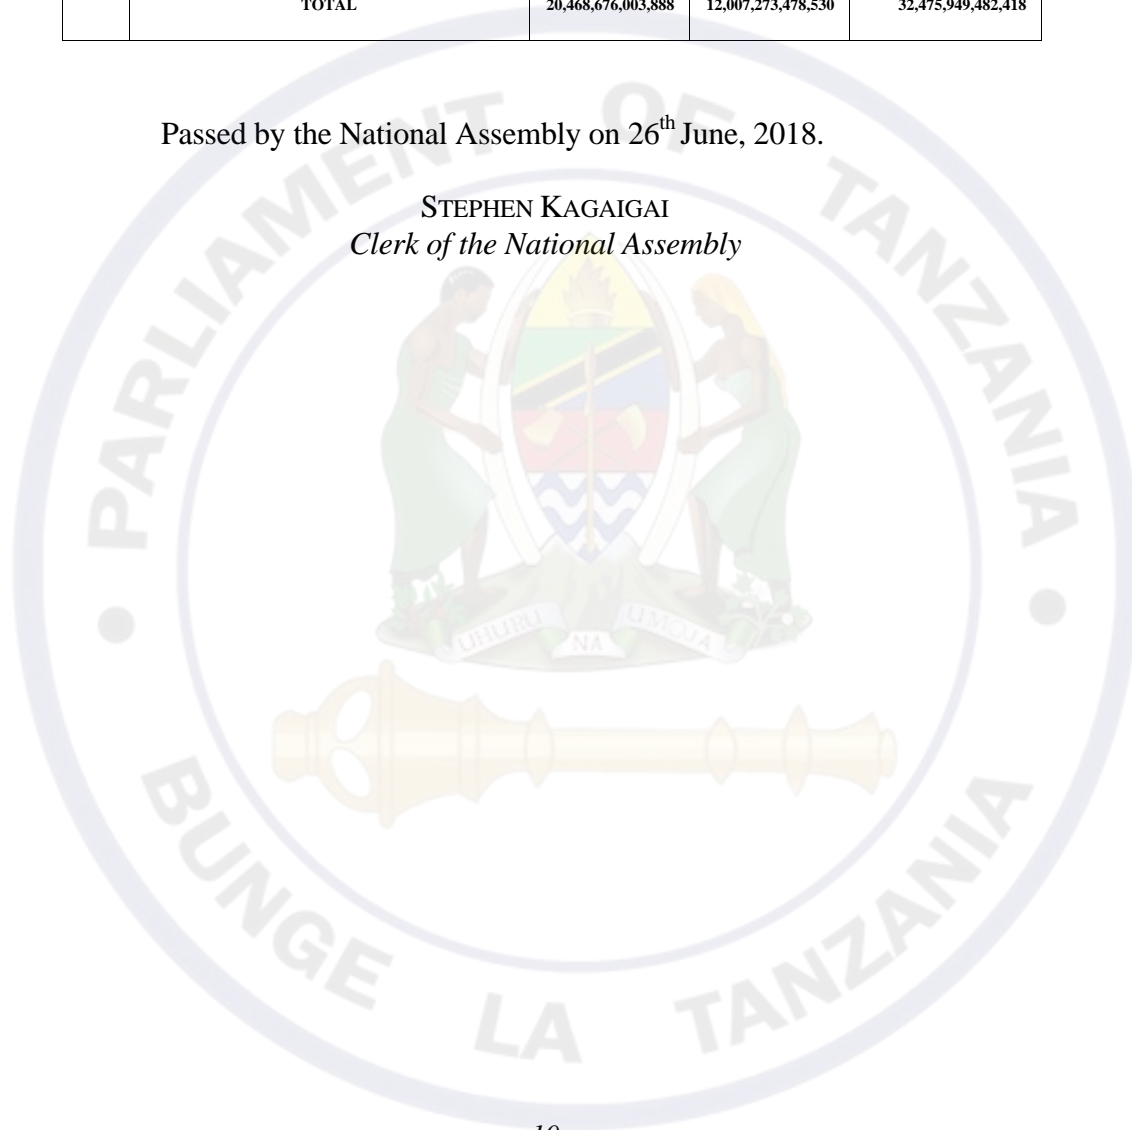 TOTAL 20,468,676,003,888 12,007,273,478,530 32,475,949,482,418
Passed by the National Assembly on 26th June, 2018.
STEPHEN KAGAIGAI
Clerk of the National Assembly
PARLIAMENT OF TANZANIA
UHURU NA UMOJA
BUNGE LA TANZANIA